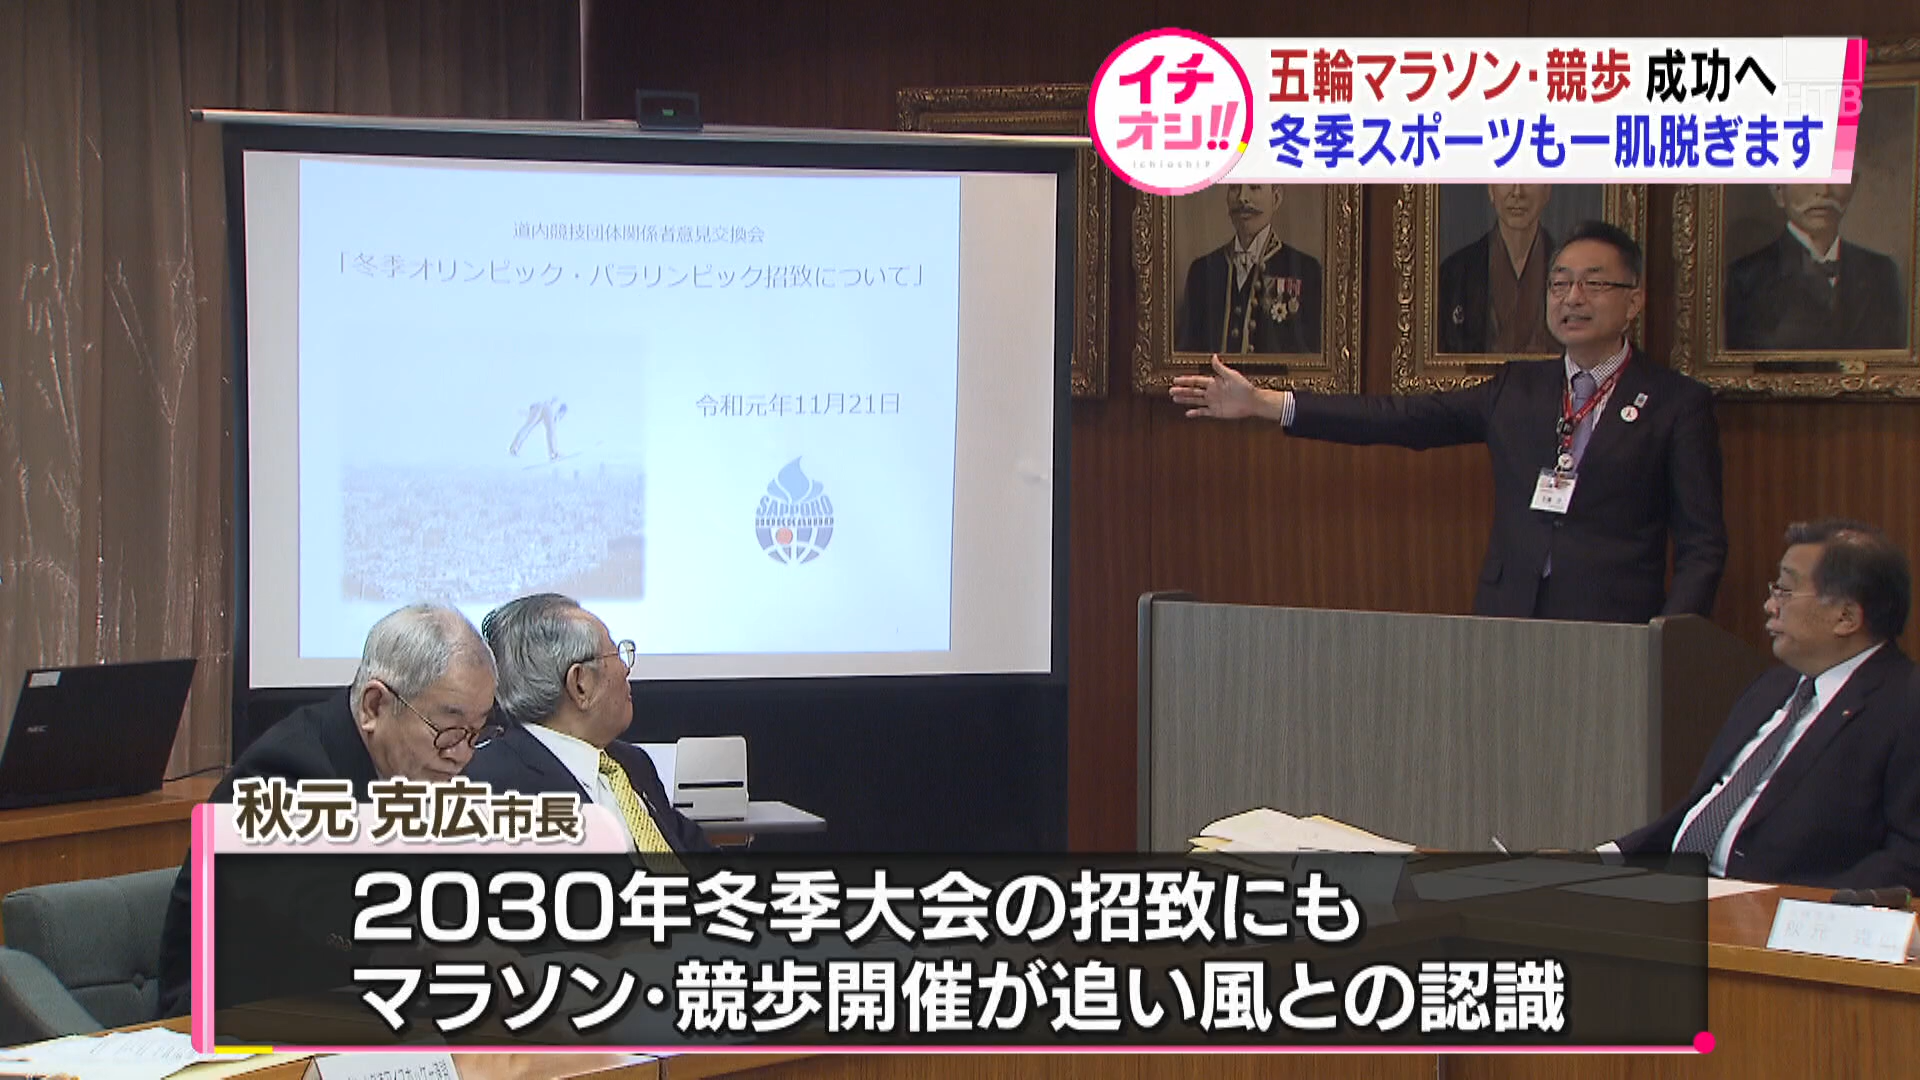 イチオシ!!
ichioshi!
五輪マラソン・競歩 成功へ
冬季スポーツも一肌脱ぎます
HTB
道内競技団体関係者意見交換会
「冬季オリンピック・パラリンピック招致について」
令和元年11月21日
SAPPORO
NEC
秋元 克広市長
2030年冬季大会の招致にも
マラソン・競歩開催が追い風との認識
秋元 克